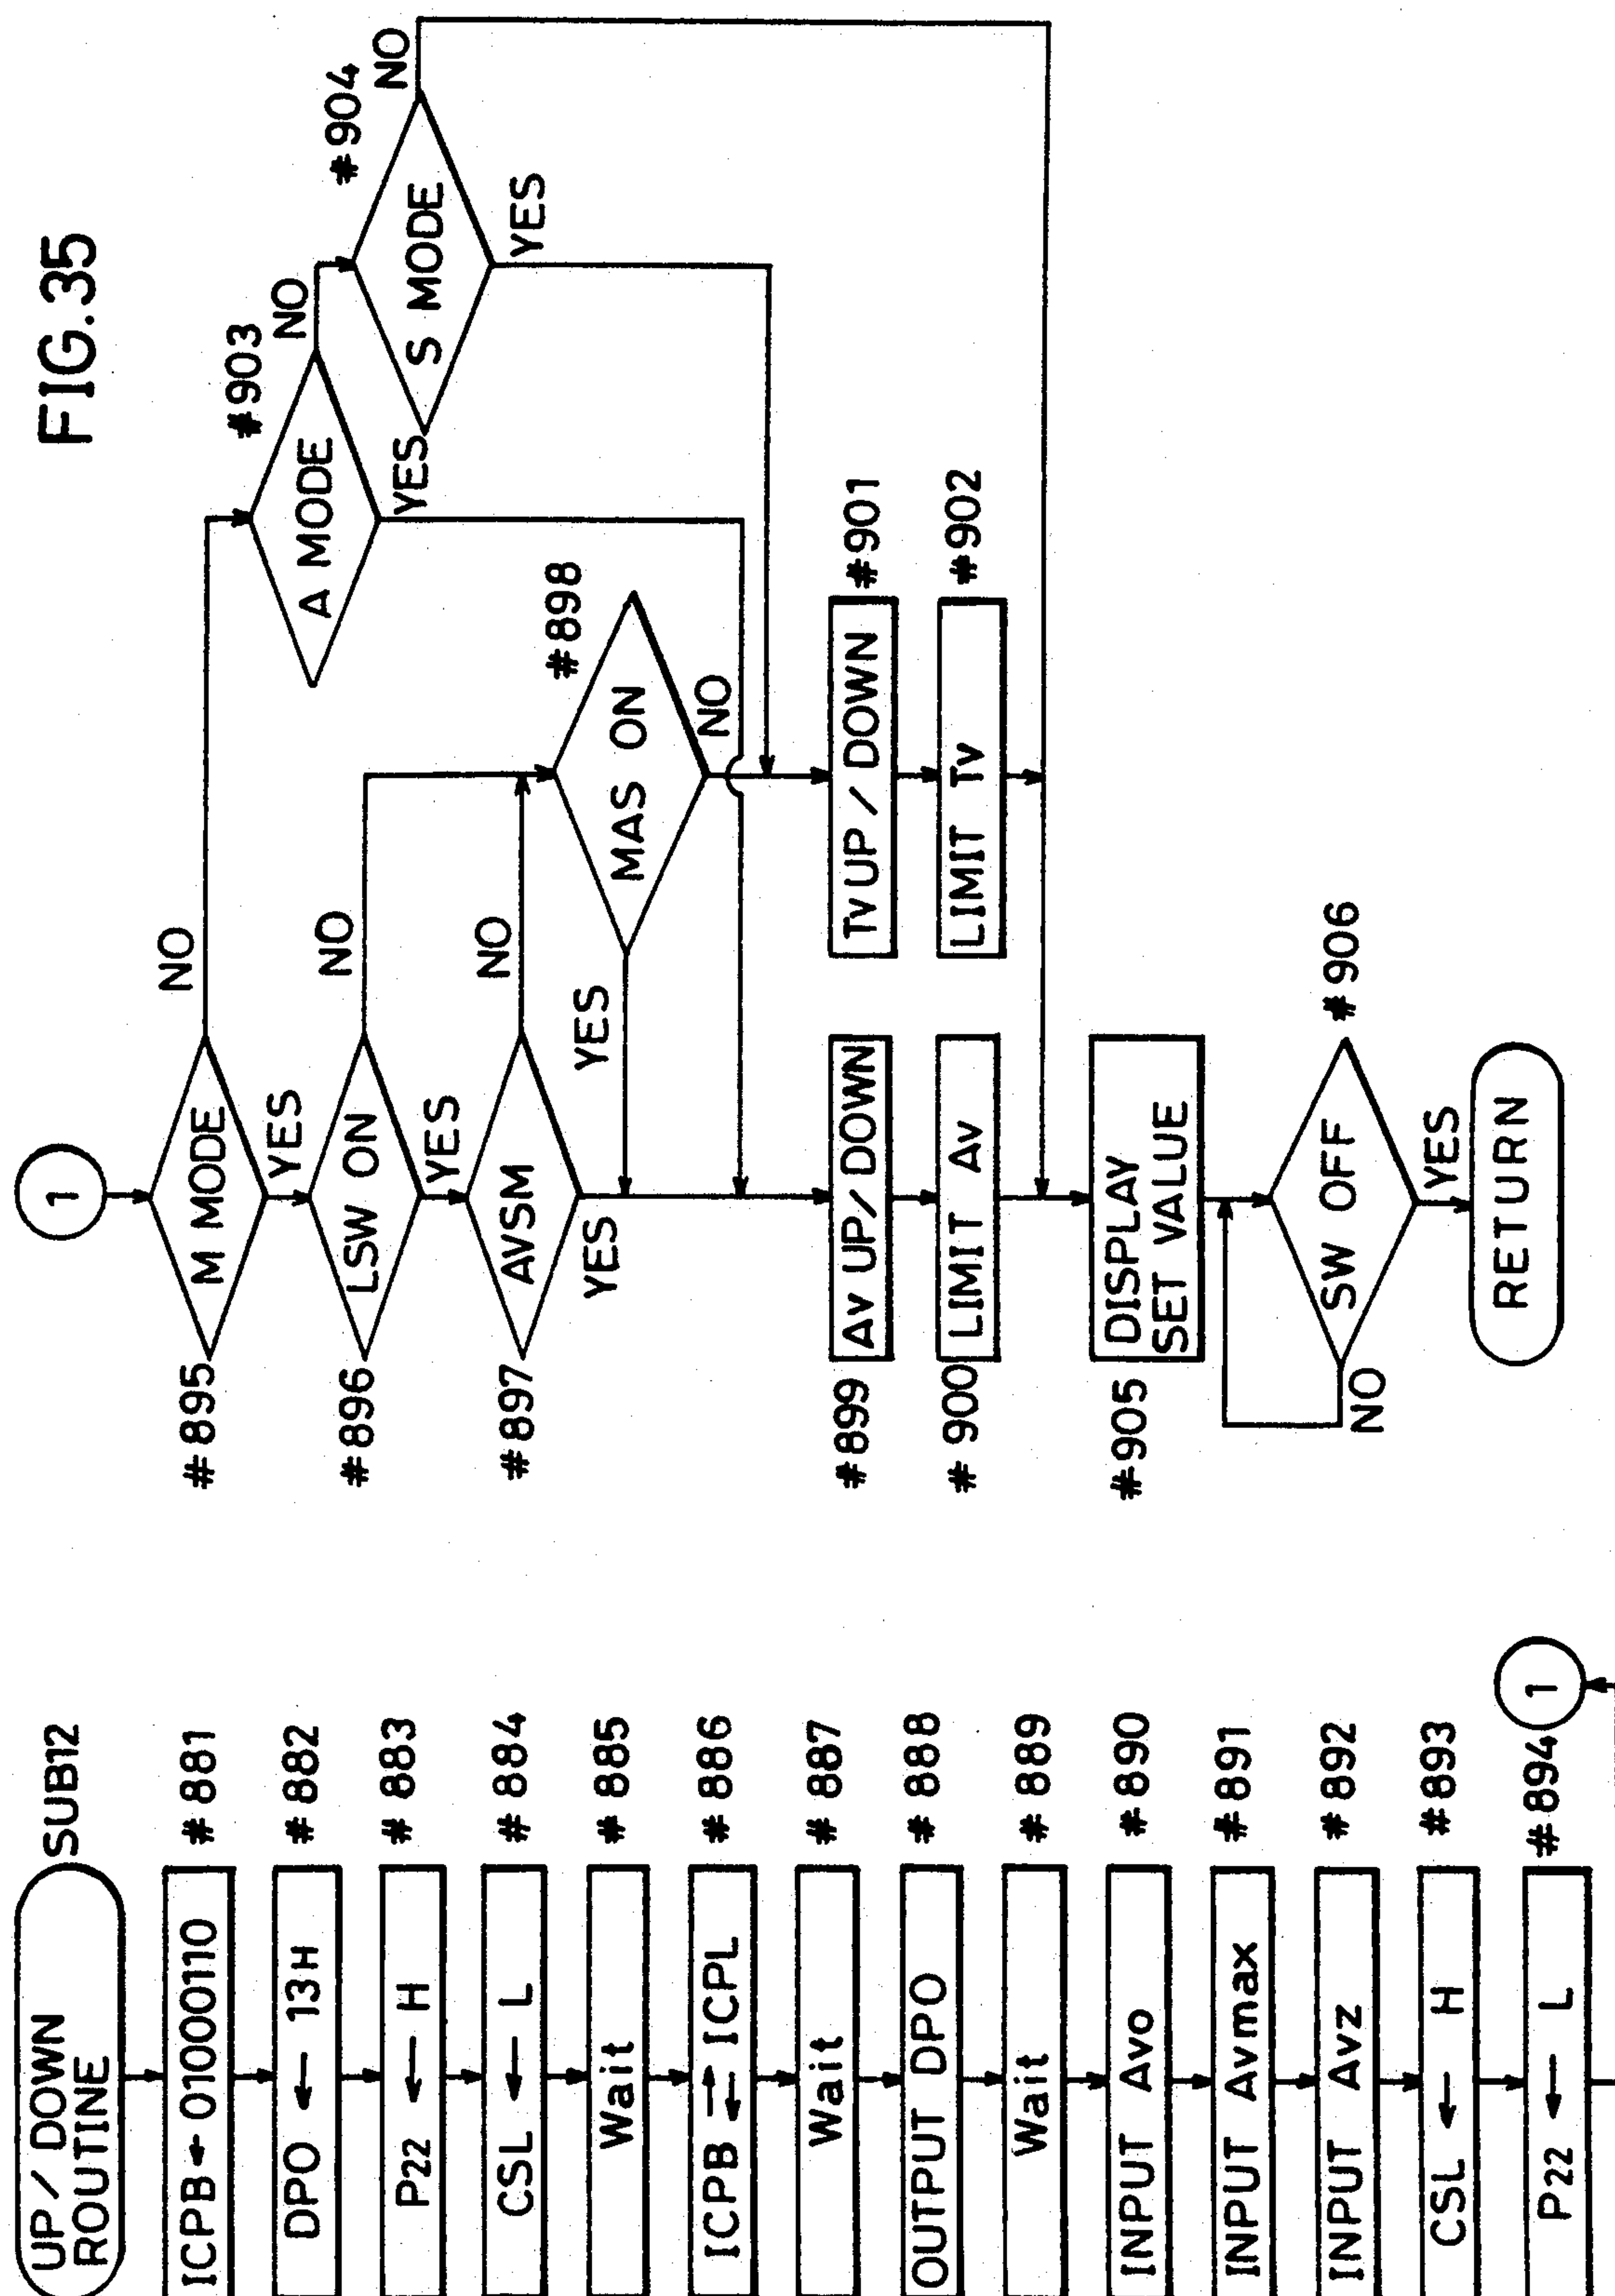 FIG.35
UP / DOWN
ROUTINE
SUB12
ICPB ← 01000110
#881
DPO ← 13H
#882
P22 ← H
#883
CSL ← L
#884
Wait
#885
ICPB ⇄ ICPL
#886
Wait
#887
OUTPUT DPO
#888
Wait
#889
INPUT Avo
#890
INPUT Avmax
#891
INPUT Avz
#892
CSL ← H
#893
P22 ← L
#894
1
1
#895
M MODE
NO
YES
#896
LSW ON
NO
YES
#897
AVSM
NO
YES
MAS ON
#898
YES
NO
A MODE
#903
NO
YES
S MODE
#904
NO
YES
#899
Av UP/DOWN
Tv UP / DOWN
#901
#900
LIMIT Av
LIMIT Tv
#902
#905
DISPLAY
SET VALUE
SW OFF
#906
NO
YES
RETURN